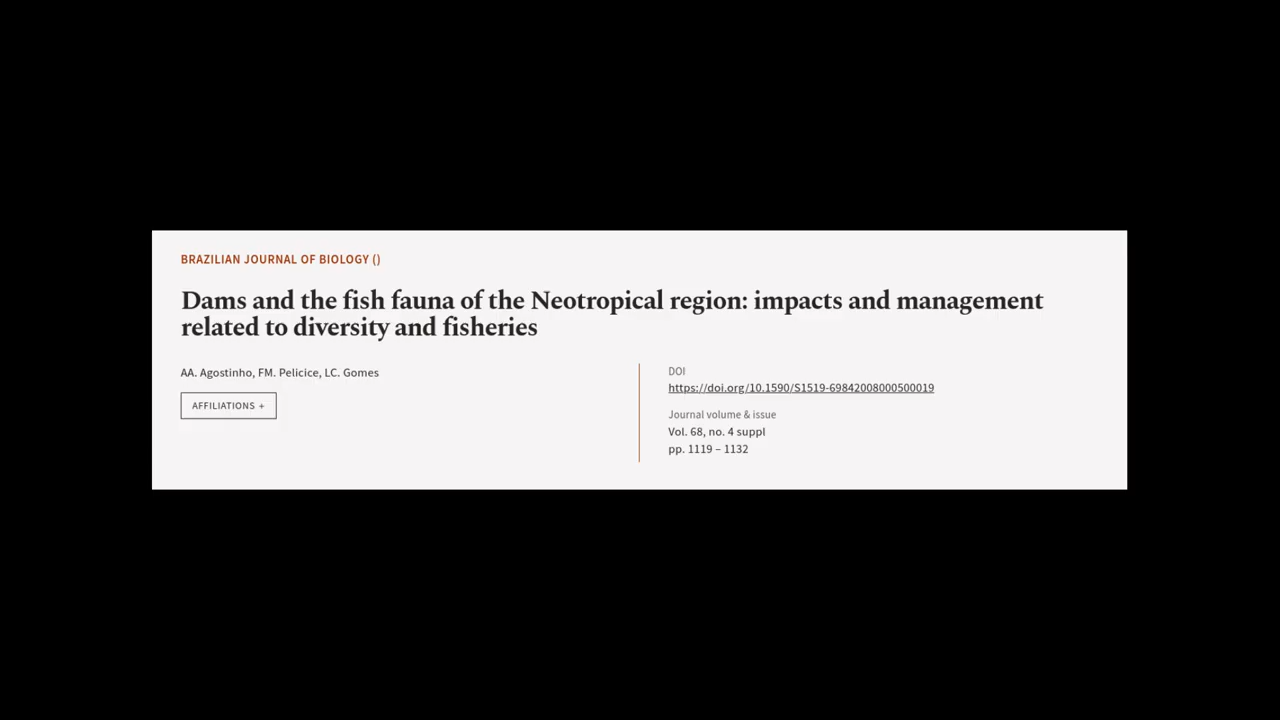 BRAZILIAN JOURNAL OF BIOLOGY ()
Dams and the fish fauna of the Neotropical region: impacts and management
related to diversity and fisheries
AA. Agostinho, FM. Pelicice, LC. Gomes
AFFILIATIONS +
DOI
https://doi.org/10.1590/S1519-69842008000500019
Journal volume & issue
Vol. 68, no. 4 suppl
pp. 1119 – 1132